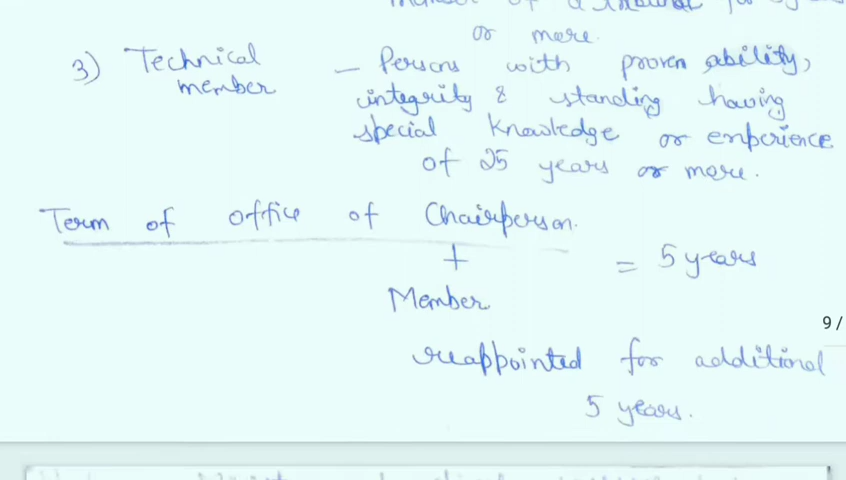 or more.
3) Technical member
- Persons with proven ability,
integrity & standing having
special knowledge or enperience
of 25 years or more.
Term of office of Chairperson.
+
= 5 years
Member
reappointed for additional
5 years.
9/